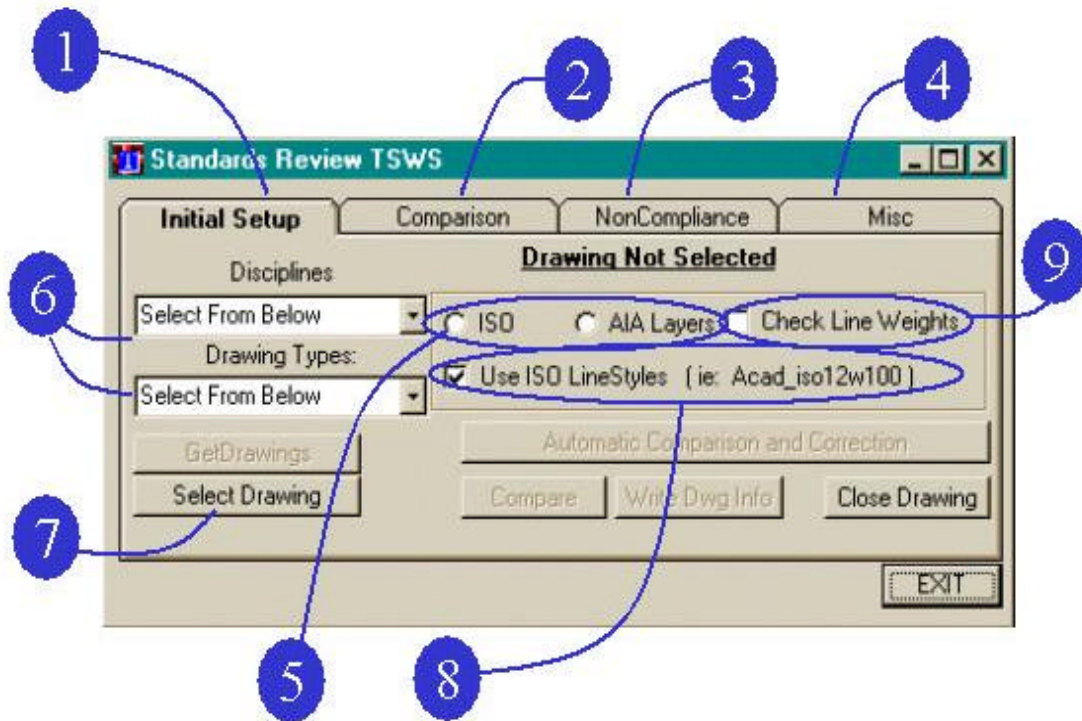 1
2
3
4
Standards Review TSWS
Initial Setup
Comparison
NonCompliance
Misc
Drawing Not Selected
9
Disciplines
6
Select From Below
ISO
AIA Layers
Check Line Weights
Drawing Types:
Use ISO LineStyles ( ie: Acad_iso12w100 )
Select From Below
GetDrawings
Automatic Comparison and Correction
Select Drawing
Compare
Write Dwg Info
Close Drawing
7
EXIT
5
8